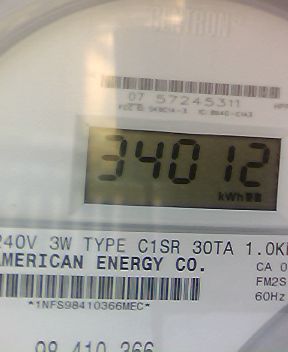 07 57245311
34012
kWh
240V 3W TYPE C1SR 30TA 1.0K
AMERICAN ENERGY CO.
CA 0
FM2S
*1NFS98410366MEC*
60Hz
98 410 366